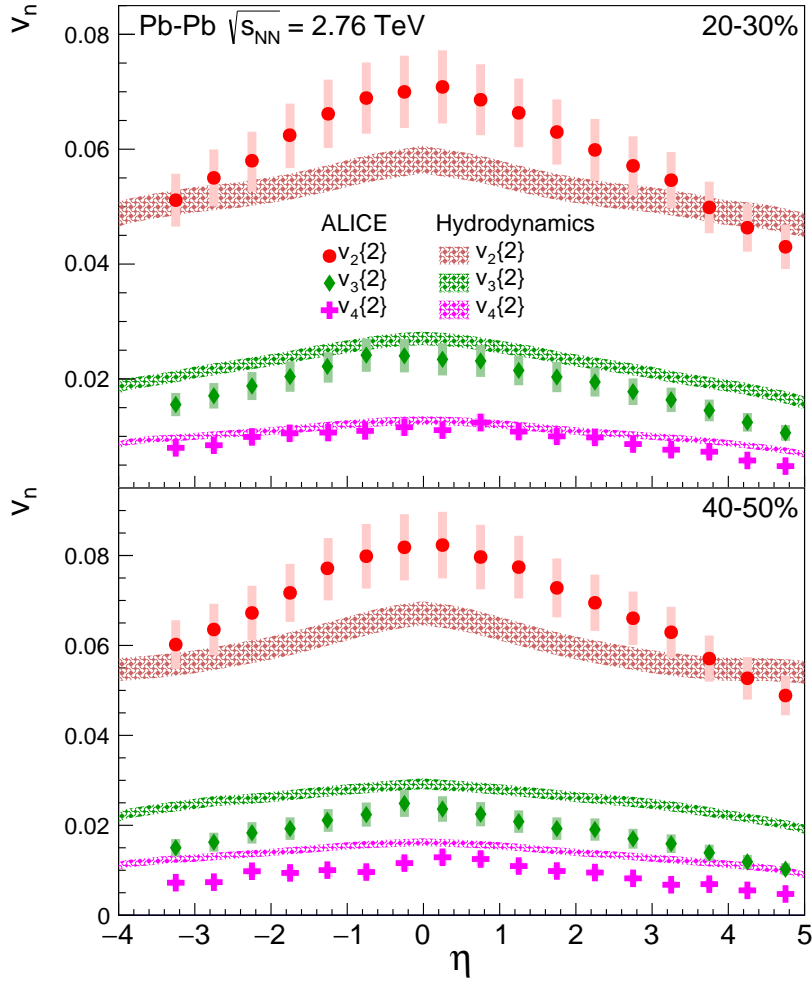 v_n
Pb-Pb √s_NN = 2.76 TeV
20-30%
0.08
0.06
0.04
0.02
ALICE Hydrodynamics
v_2{2} v_2{2}
v_3{2} v_3{2}
v_4{2} v_4{2}
v_n
40-50%
0.08
0.06
0.04
0.02
0
−4 −3 −2 −1 0 1 2 3 4 5
η